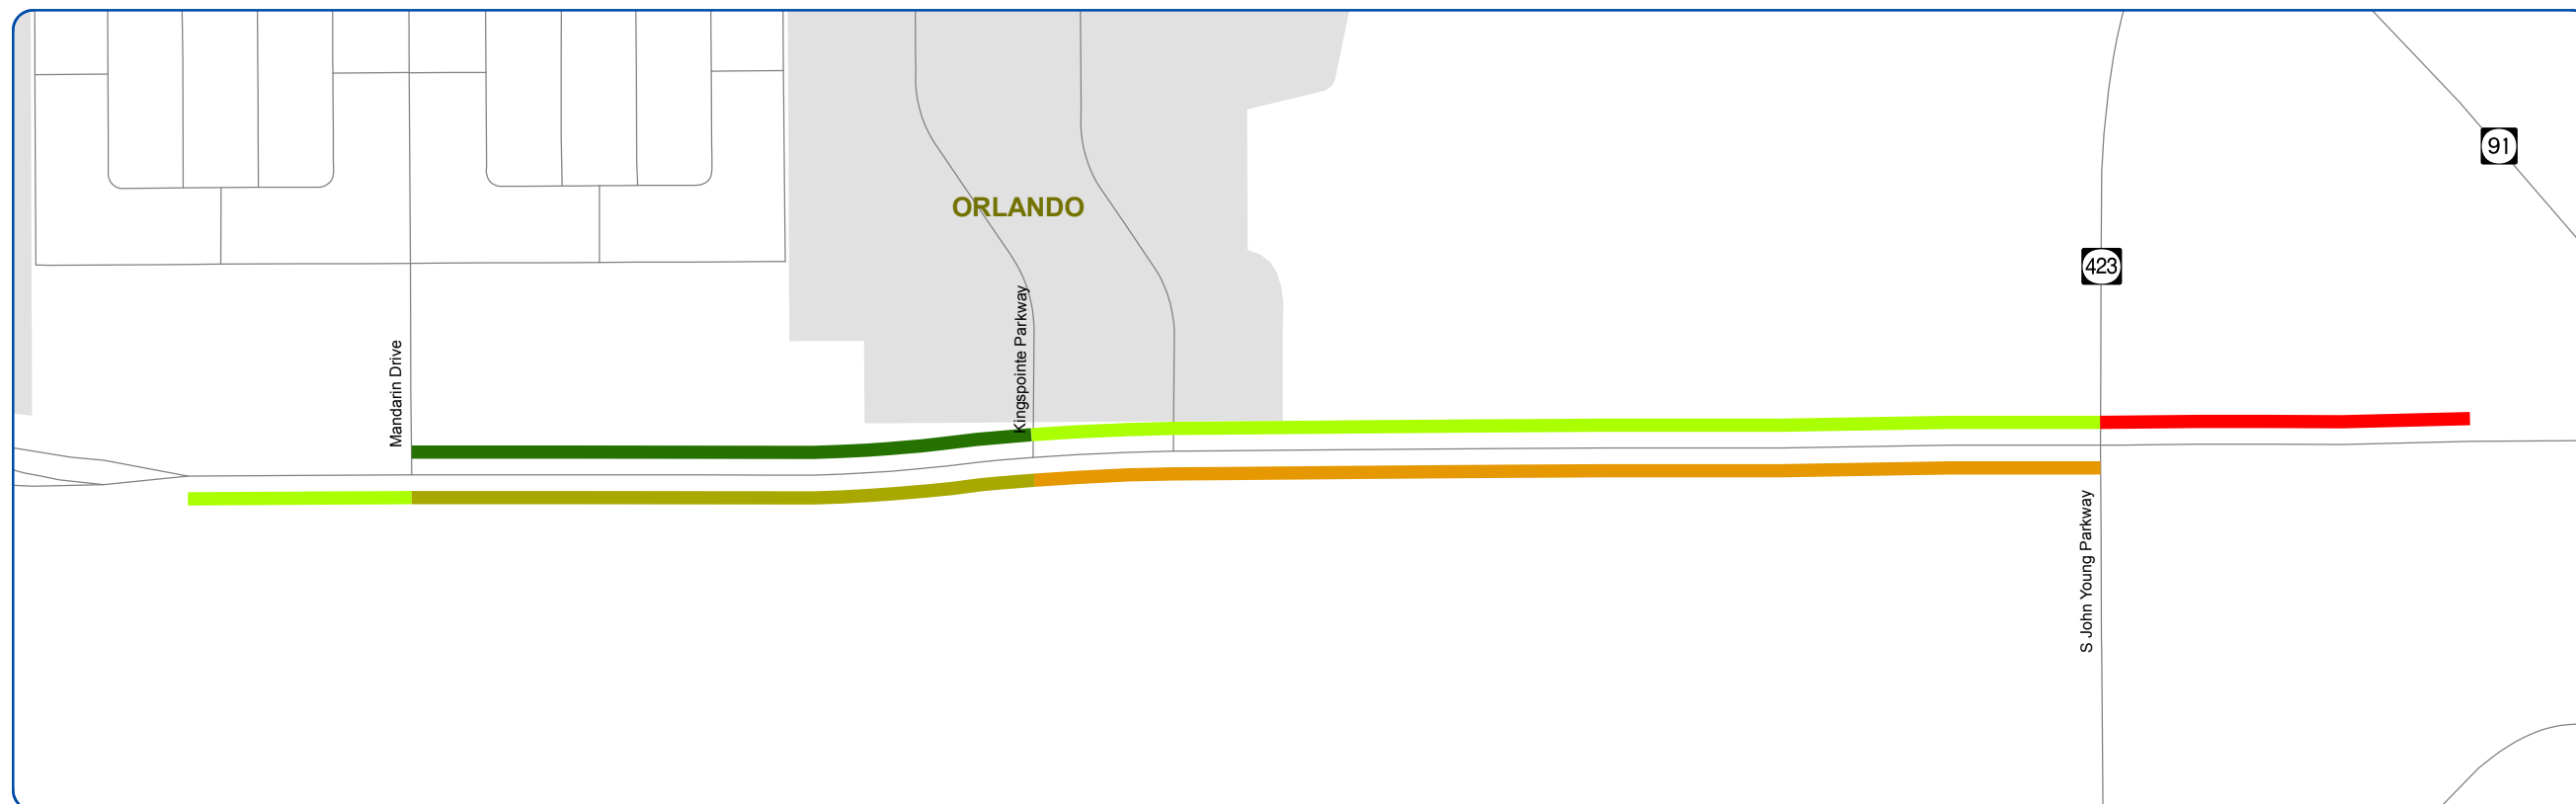 91
ORLANDO
423
Kingspointe Parkway
Mandarin Drive
S John Young Parkway